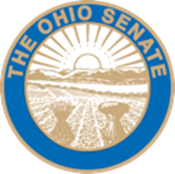 THE OHIO SENATE